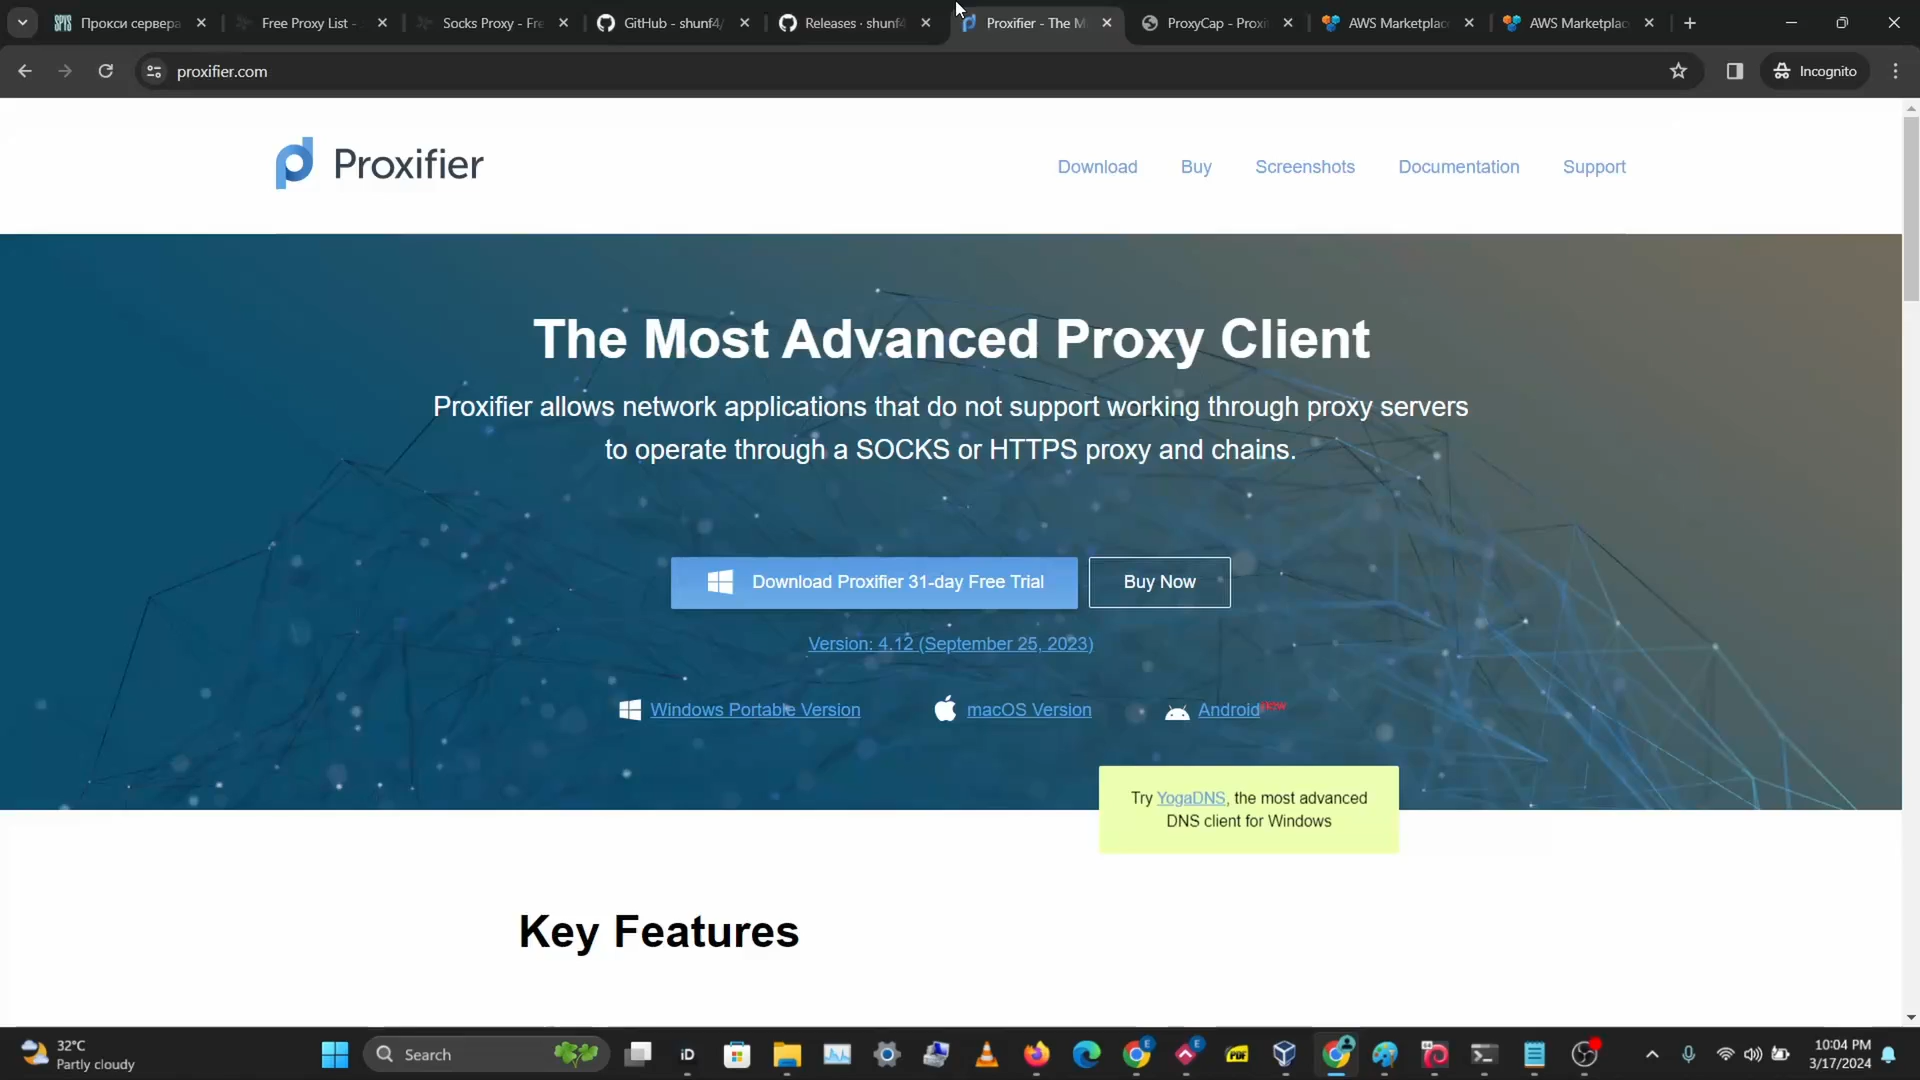 Прокси сервера
Free Proxy List -
Socks Proxy - Fre
GitHub - shunf4/
Releases · shunf4
Proxifier - The M
ProxyCap - Proxi
AWS Marketplac
AWS Marketplac
proxifier.com
Incognito
Proxifier
Download
Buy
Screenshots
Documentation
Support
The Most Advanced Proxy Client
Proxifier allows network applications that do not support working through proxy servers
to operate through a SOCKS or HTTPS proxy and chains.
Download Proxifier 31-day Free Trial
Buy Now
Version: 4.12 (September 25, 2023)
Windows Portable Version
macOS Version
Android new
Try YogaDNS, the most advanced
DNS client for Windows
Key Features
32°C
Partly cloudy
Search
10:04 PM
3/17/2024